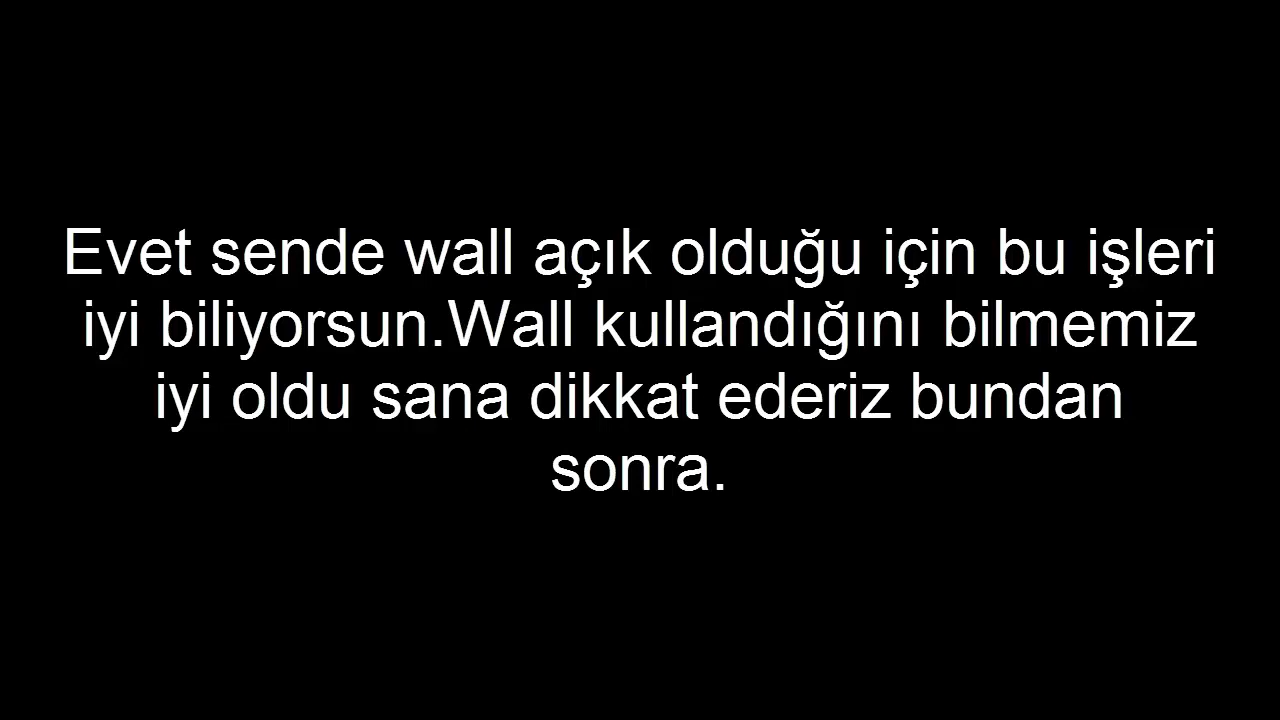 Evet sende wall açık olduğu için bu işleri
iyi biliyorsun.Wall kullandığını bilmemiz
iyi oldu sana dikkat ederiz bundan
sonra.